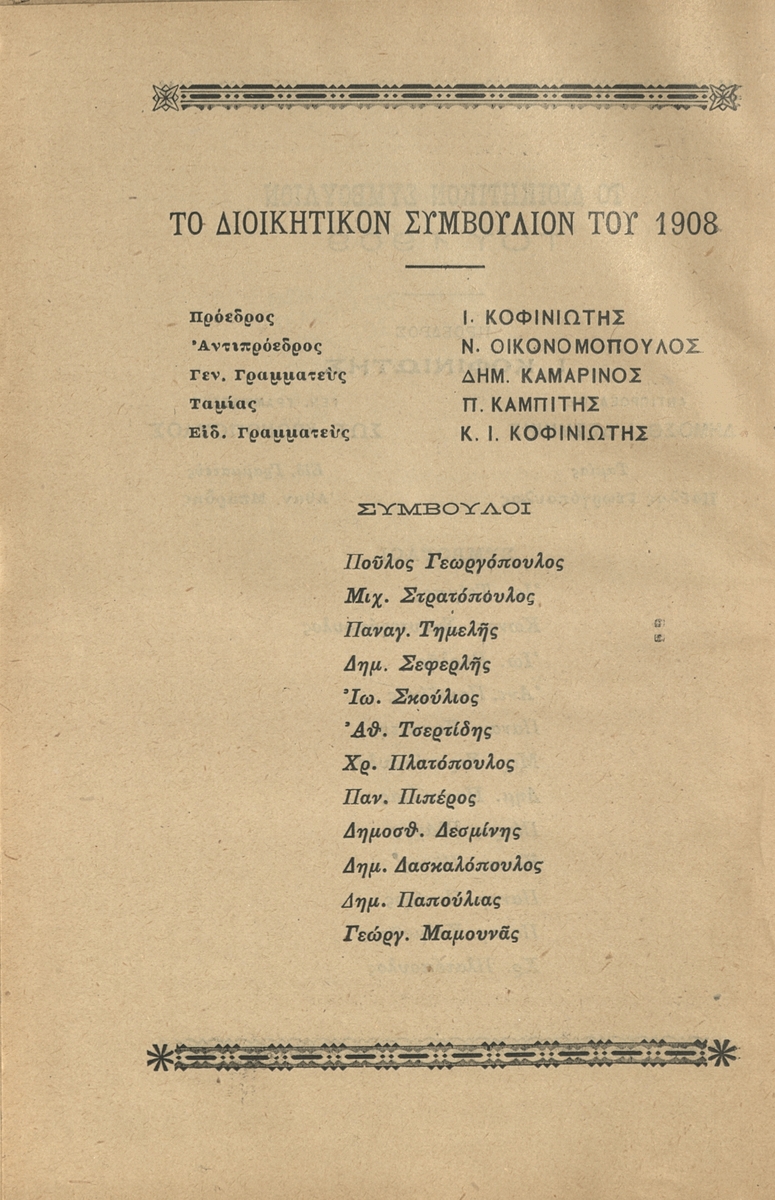 ΤΟ ΔΙΟΙΚΗΤΙΚΟΝ ΣΥΜΒΟΥΛΙΟΝ ΤΟΥ 1908
Πρόεδρος Ι. ΚΟΦΙΝΙΩΤΗΣ
Ἀντιπρόεδρος Ν. ΟΙΚΟΝΟΜΟΠΟΥΛΟΣ
Γεν. Γραμματεὺς ΔΗΜ. ΚΑΜΑΡΙΝΟΣ
Ταμίας Π. ΚΑΜΠΙΤΗΣ
Εἰδ. Γραμματεὺς Κ. Ι. ΚΟΦΙΝΙΩΤΗΣ
ΣΥΜΒΟΥΛΟΙ
Ποῦλος Γεωργόπουλος
Μιχ. Στρατόπουλος
Παναγ. Τημελῆς
Δημ. Σεφερλῆς
Ἰω. Σκούλιος
Ἀθ. Τσερτίδης
Χρ. Πλατόπουλος
Παν. Πιπέρος
Δημοσθ. Δεσμίνης
Δημ. Δασκαλόπουλος
Δημ. Παπούλιας
Γεώργ. Μαμουνᾶς